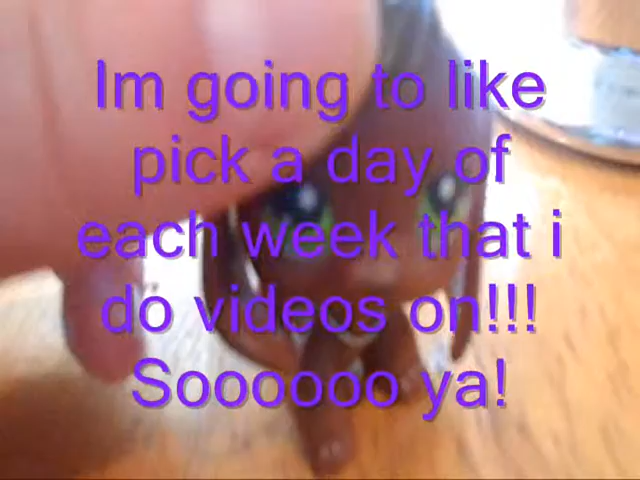 Im going to like
pick a day of
each week that i
do videos on!!!
Soooooo ya!